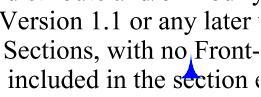 Version 1.1 or any later
Sections, with no Front-
included in the section